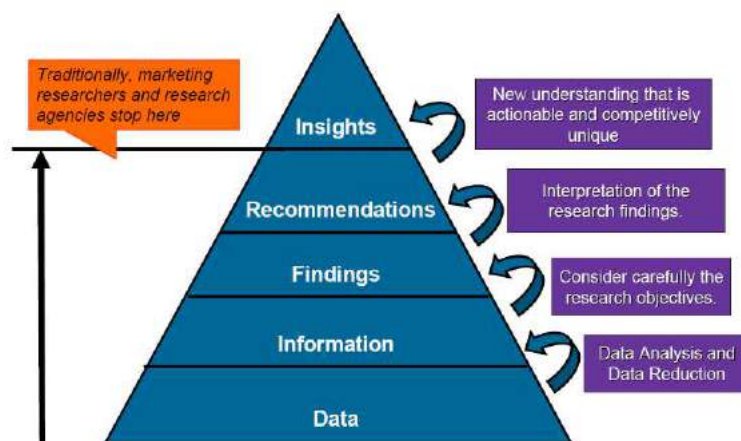 Traditionally, marketing
researchers and research
agencies stop here
Insights
New understanding that is
actionable and competitively
unique
Recommendations
Interpretation of the
research findings.
Findings
Consider carefully the
research objectives.
Information
Data Analysis and
Data Reduction
Data